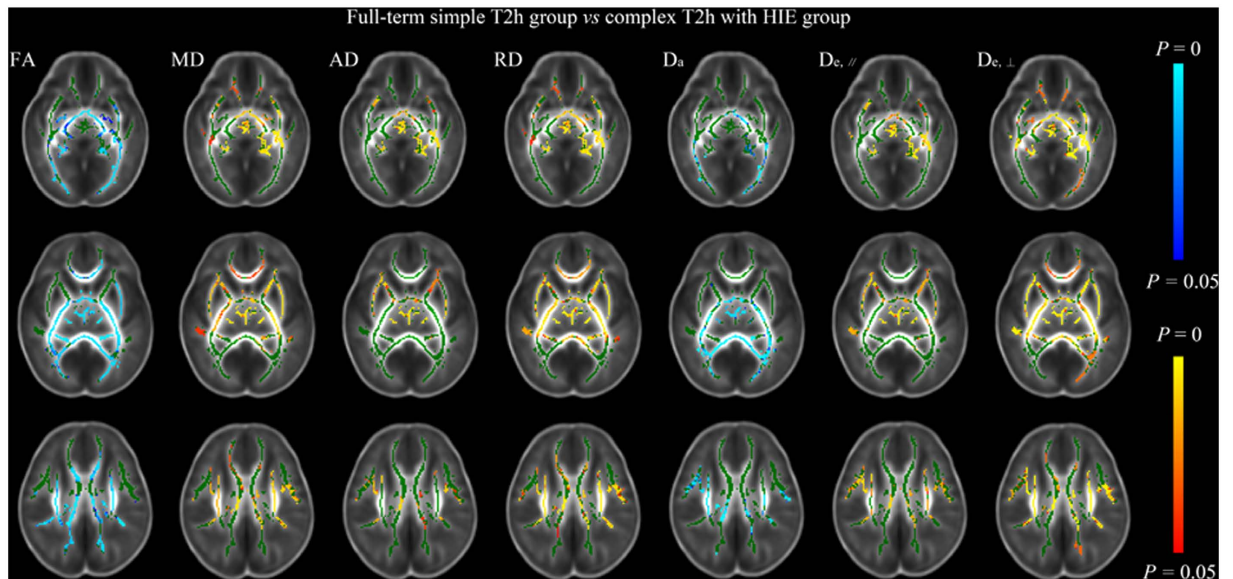 Full-term simple T2h group vs complex T2h with HIE group
FA MD AD RD Da De, // De, ⊥
P = 0
P = 0.05
P = 0
P = 0.05